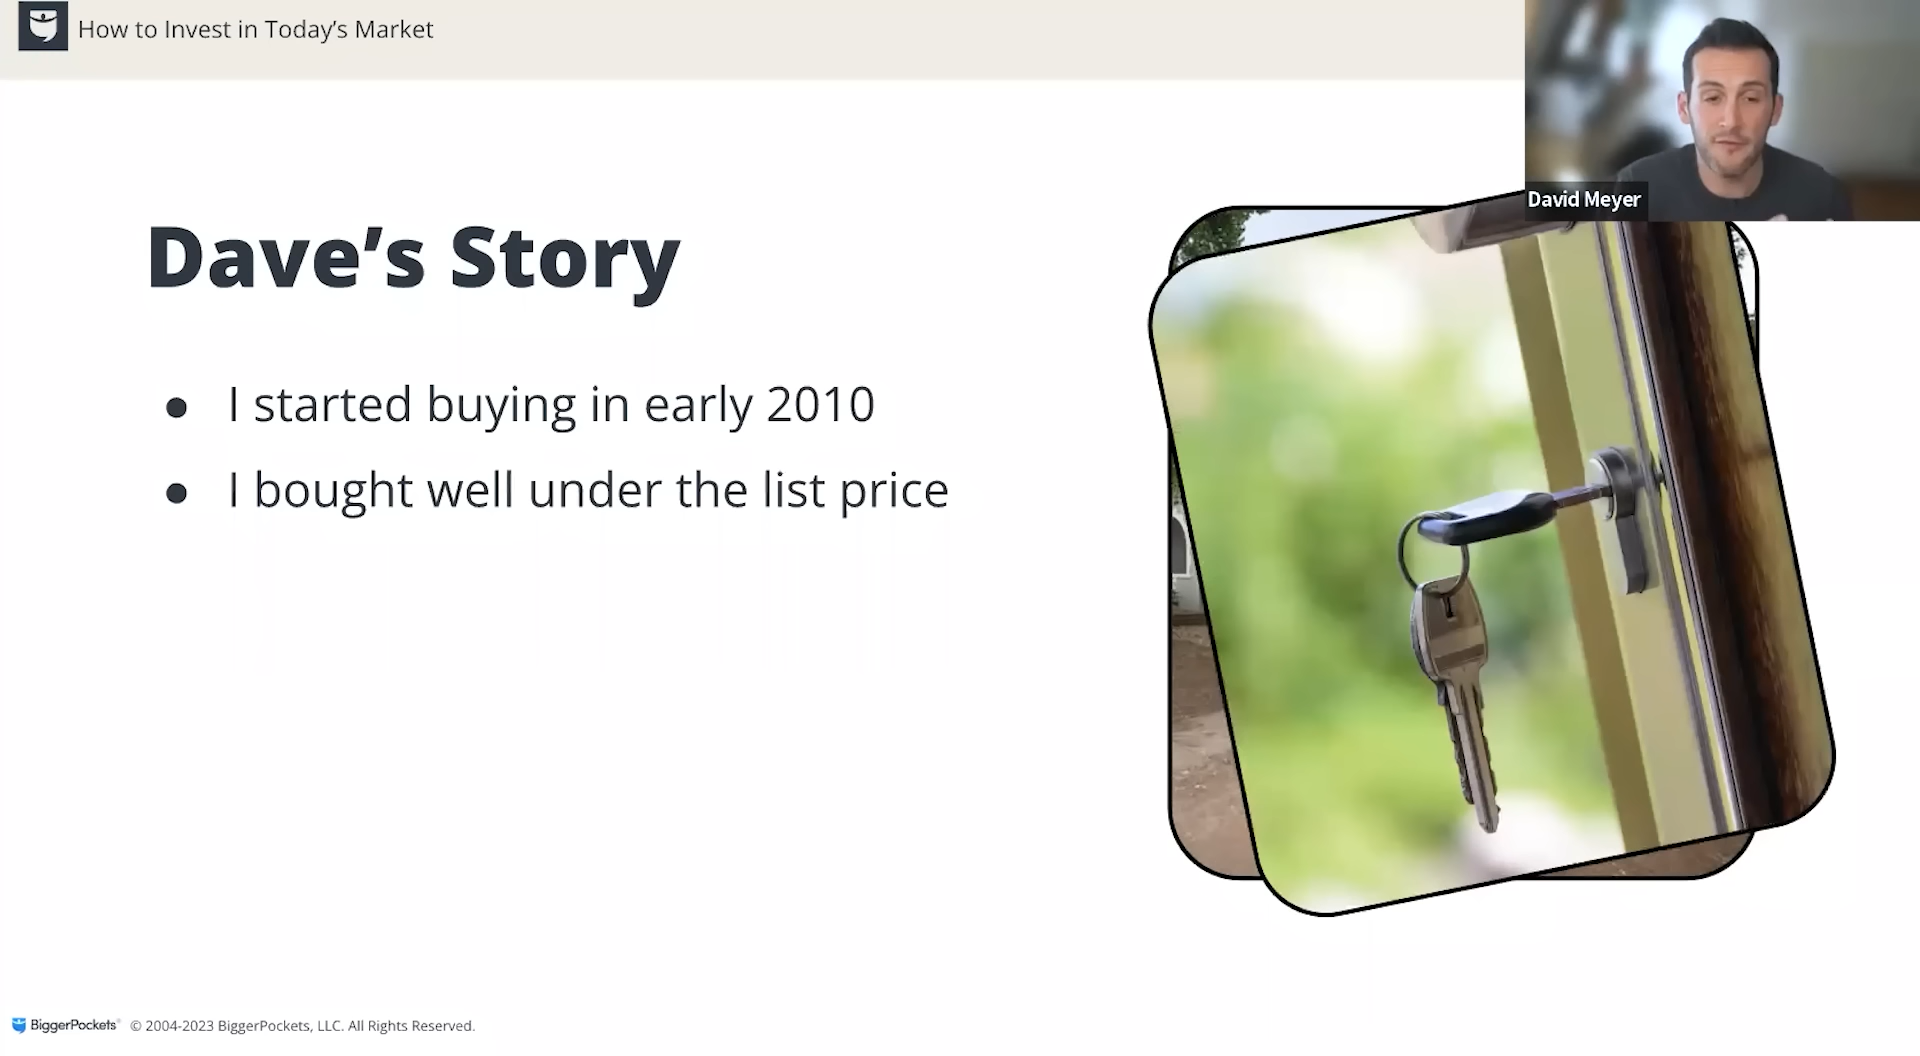 How to Invest in Today’s Market
David Meyer
Dave’s Story
● I started buying in early 2010
● I bought well under the list price
BiggerPockets® © 2004-2023 BiggerPockets, LLC. All Rights Reserved.